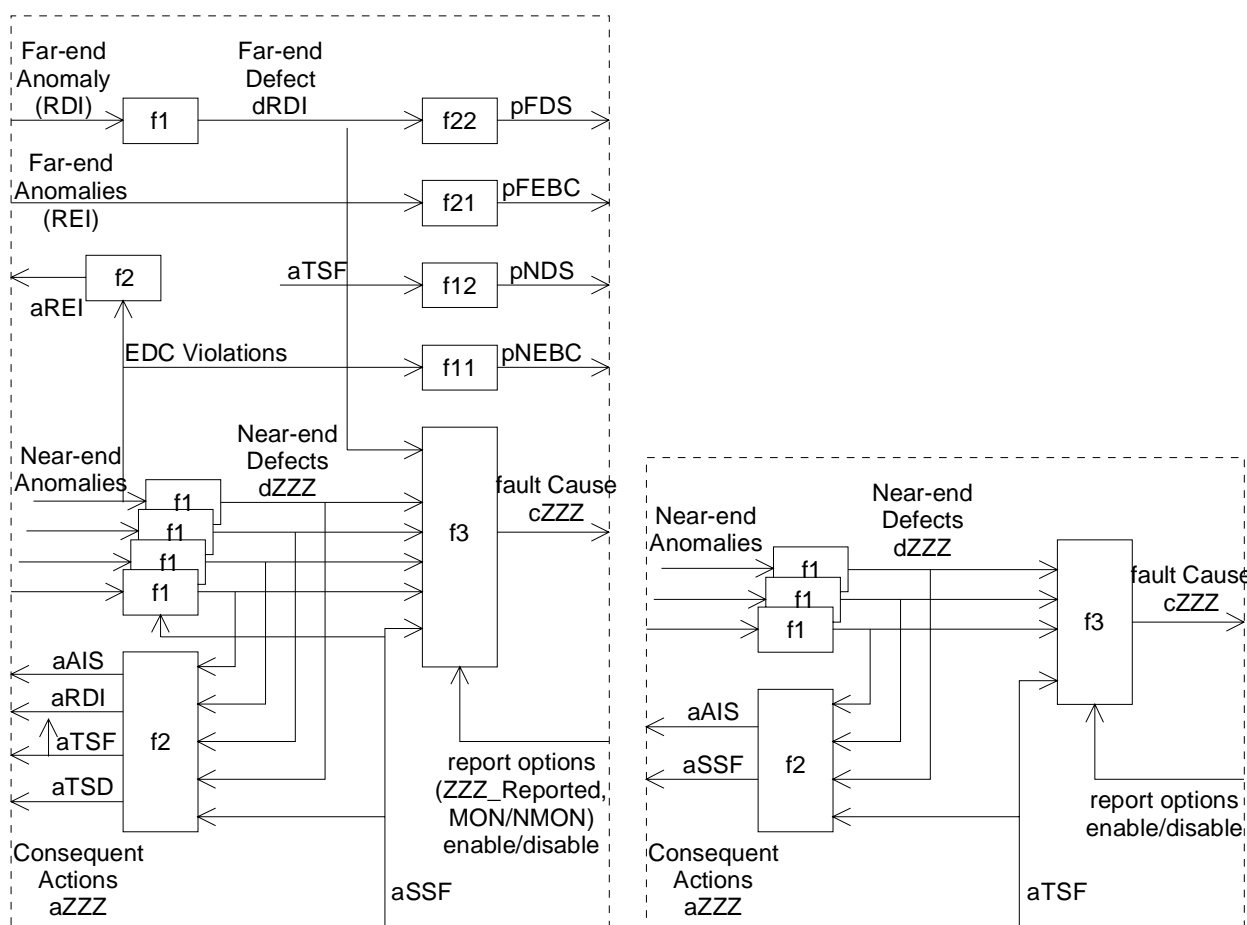 Far-end
Anomaly
(RDI)
Far-end
Defect
dRDI
f1
f22
pFDS
Far-end
Anomalies
(REI)
f21
pFEBC
f2
aREI
aTSF
f12
pNDS
EDC Violations
f11
pNEBC
Near-end
Anomalies
Near-end
Defects
dZZZ
f1
f1
f1
f1
f3
fault Cause
cZZZ
aAIS
aRDI
aTSF
aTSD
f2
report options
(ZZZ_Reported,
MON/NMON)
enable/disable
Consequent
Actions
aZZZ
aSSF
Near-end
Anomalies
Near-end
Defects
dZZZ
f1
f1
f1
f3
fault Cause
cZZZ
aAIS
aSSF
f2
report options
enable/disable
Consequent
Actions
aZZZ
aTSF